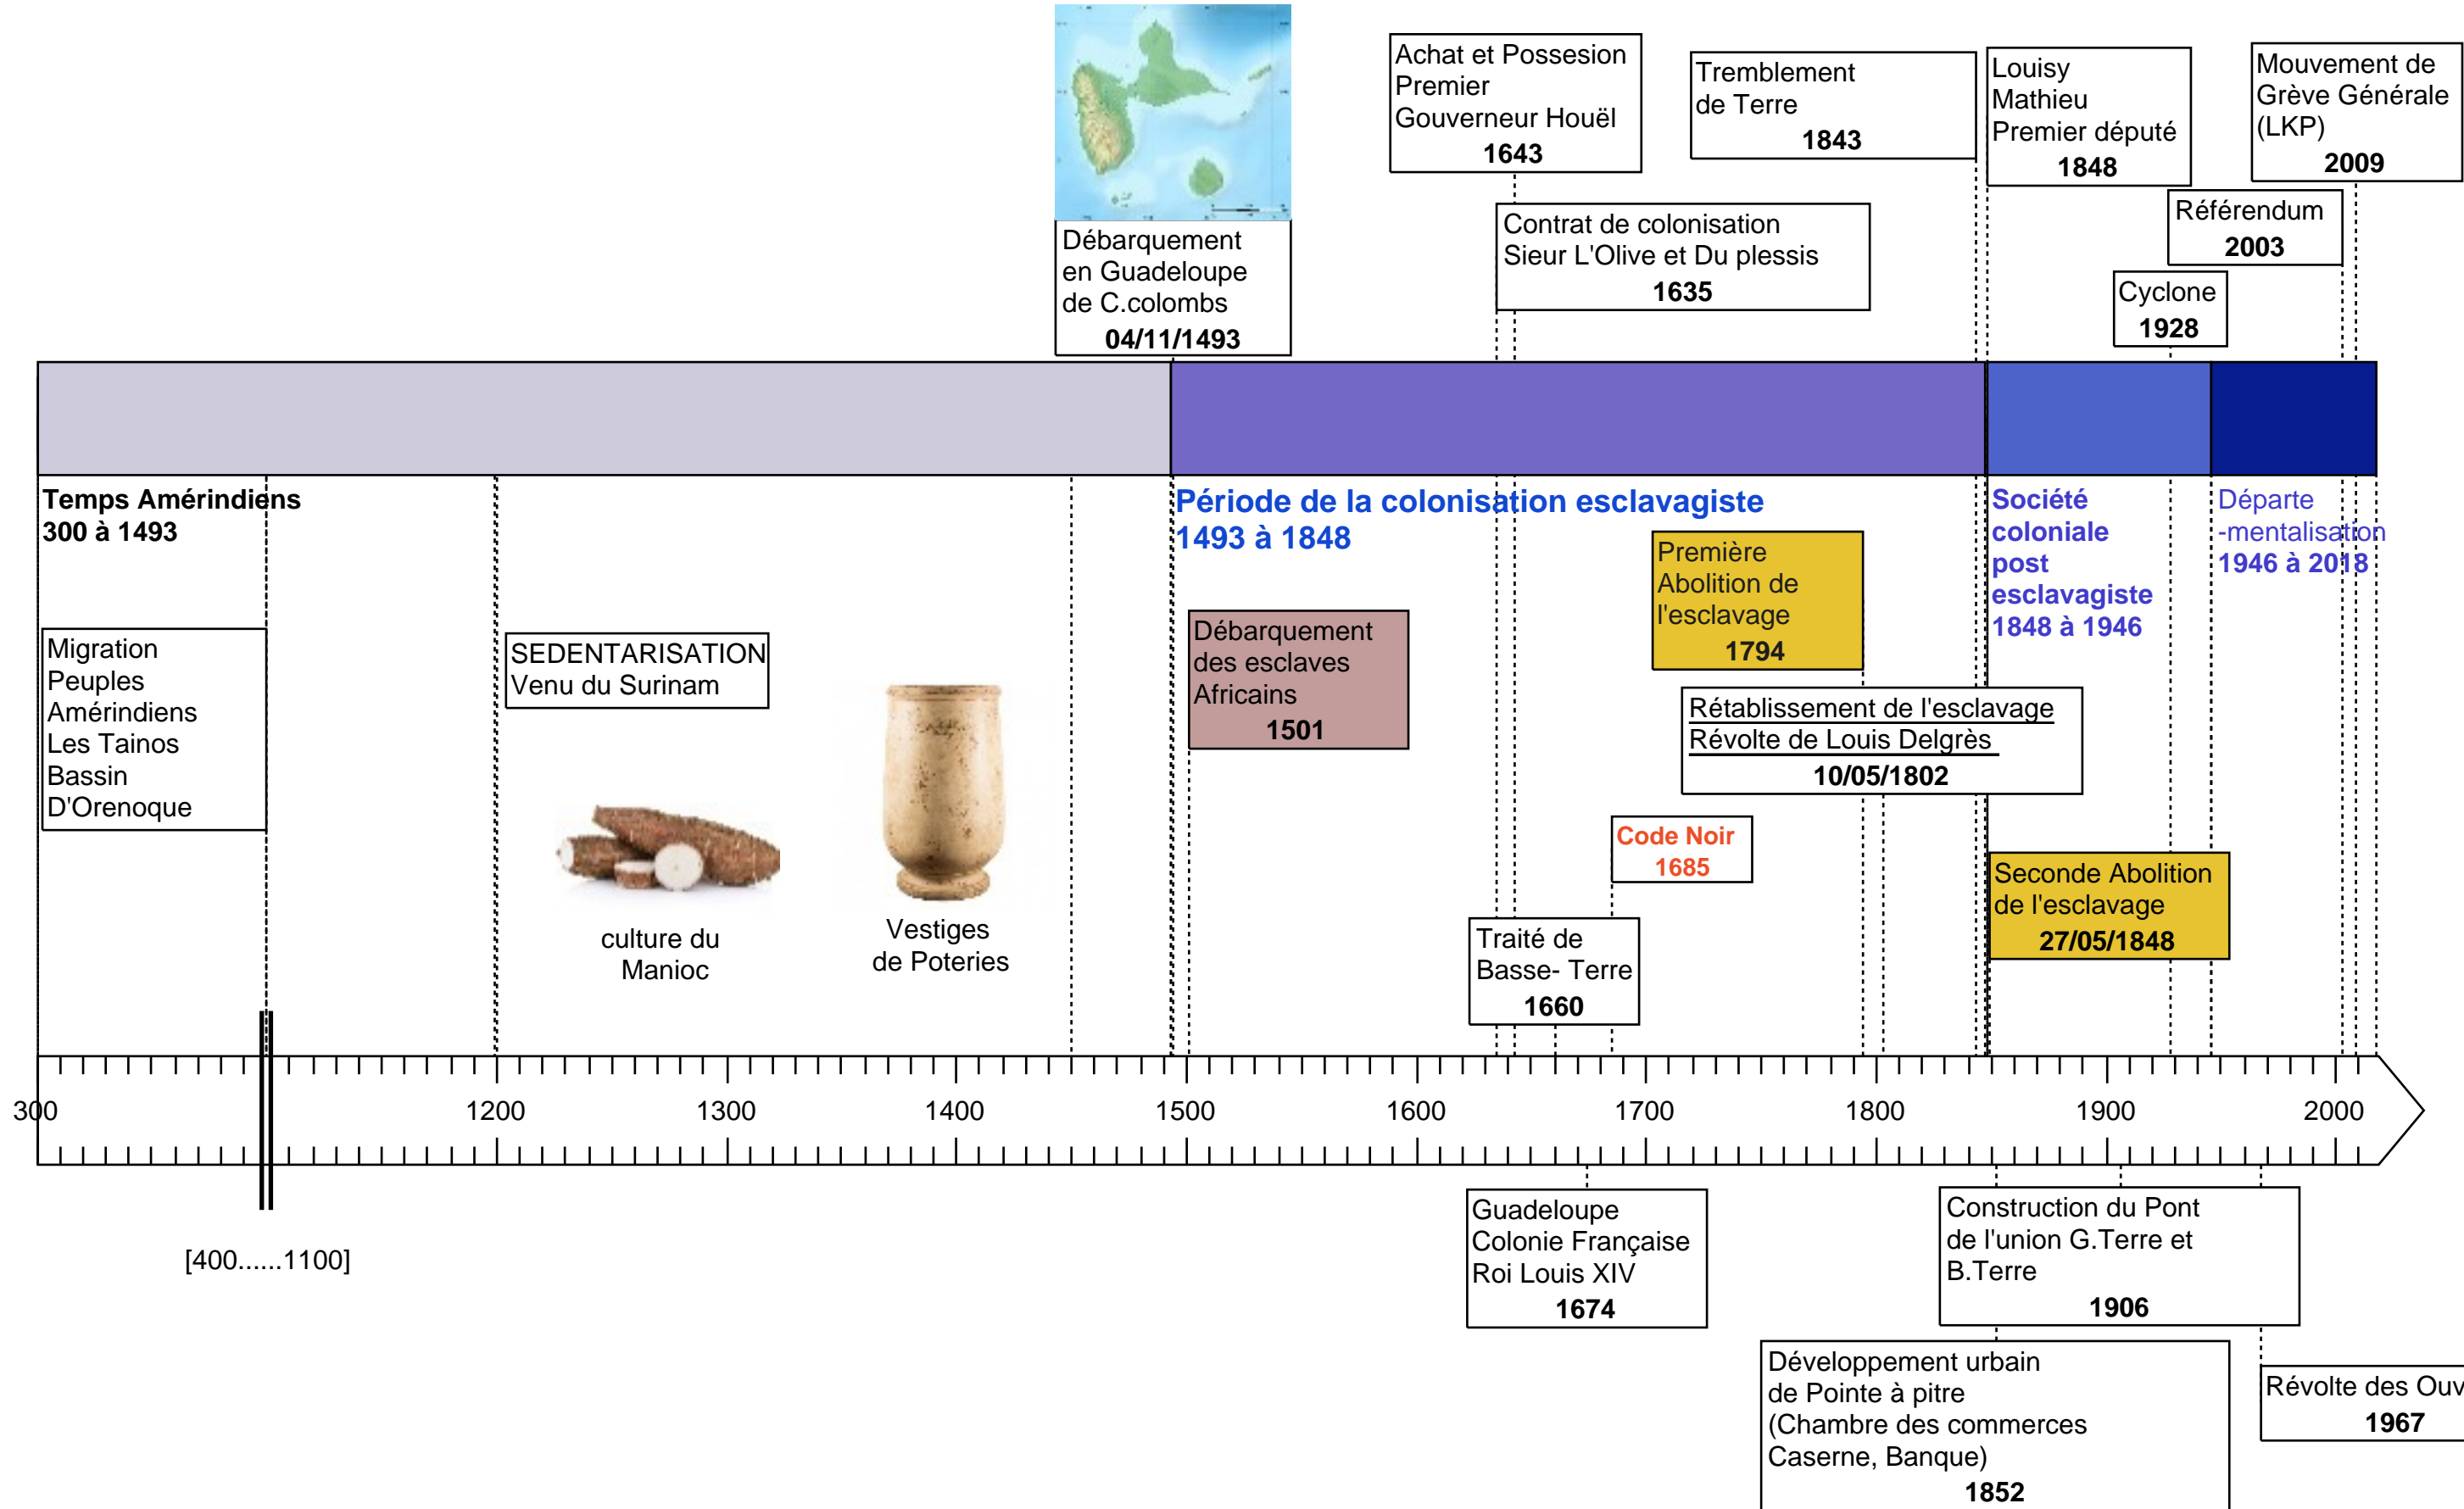 Achat et Possesion
Premier
Gouverneur Houël
1643
Tremblement
de Terre
1843
Louisy
Mathieu
Premier député
1848
Mouvement de
Grève Générale
(LKP)
2009
Référendum
2003
Contrat de colonisation
Sieur L'Olive et Du plessis
1635
Débarquement
en Guadeloupe
de C.colombs
04/11/1493
Cyclone
1928
Temps Amérindiens
300 à 1493
Période de la colonisation esclavagiste
1493 à 1848
Société
coloniale
post
esclavagiste
1848 à 1946
Départe
-mentalisation
1946 à 2018
Première
Abolition de
l'esclavage
1794
Migration
Peuples
Amérindiens
Les Tainos
Bassin
D'Orenoque
SEDENTARISATION
Venu du Surinam
Débarquement
des esclaves
Africains
1501
Rétablissement de l'esclavage
Révolte de Louis Delgrès
10/05/1802
Code Noir
1685
Seconde Abolition
de l'esclavage
27/05/1848
culture du
Manioc
Vestiges
de Poteries
Traité de
Basse- Terre
1660
300 1200 1300 1400 1500 1600 1700 1800 1900 2000
[400......1100]
Guadeloupe
Colonie Française
Roi Louis XIV
1674
Construction du Pont
de l'union G.Terre et
B.Terre
1906
Développement urbain
de Pointe à pitre
(Chambre des commerces
Caserne, Banque)
1852
Révolte des Ouv
1967